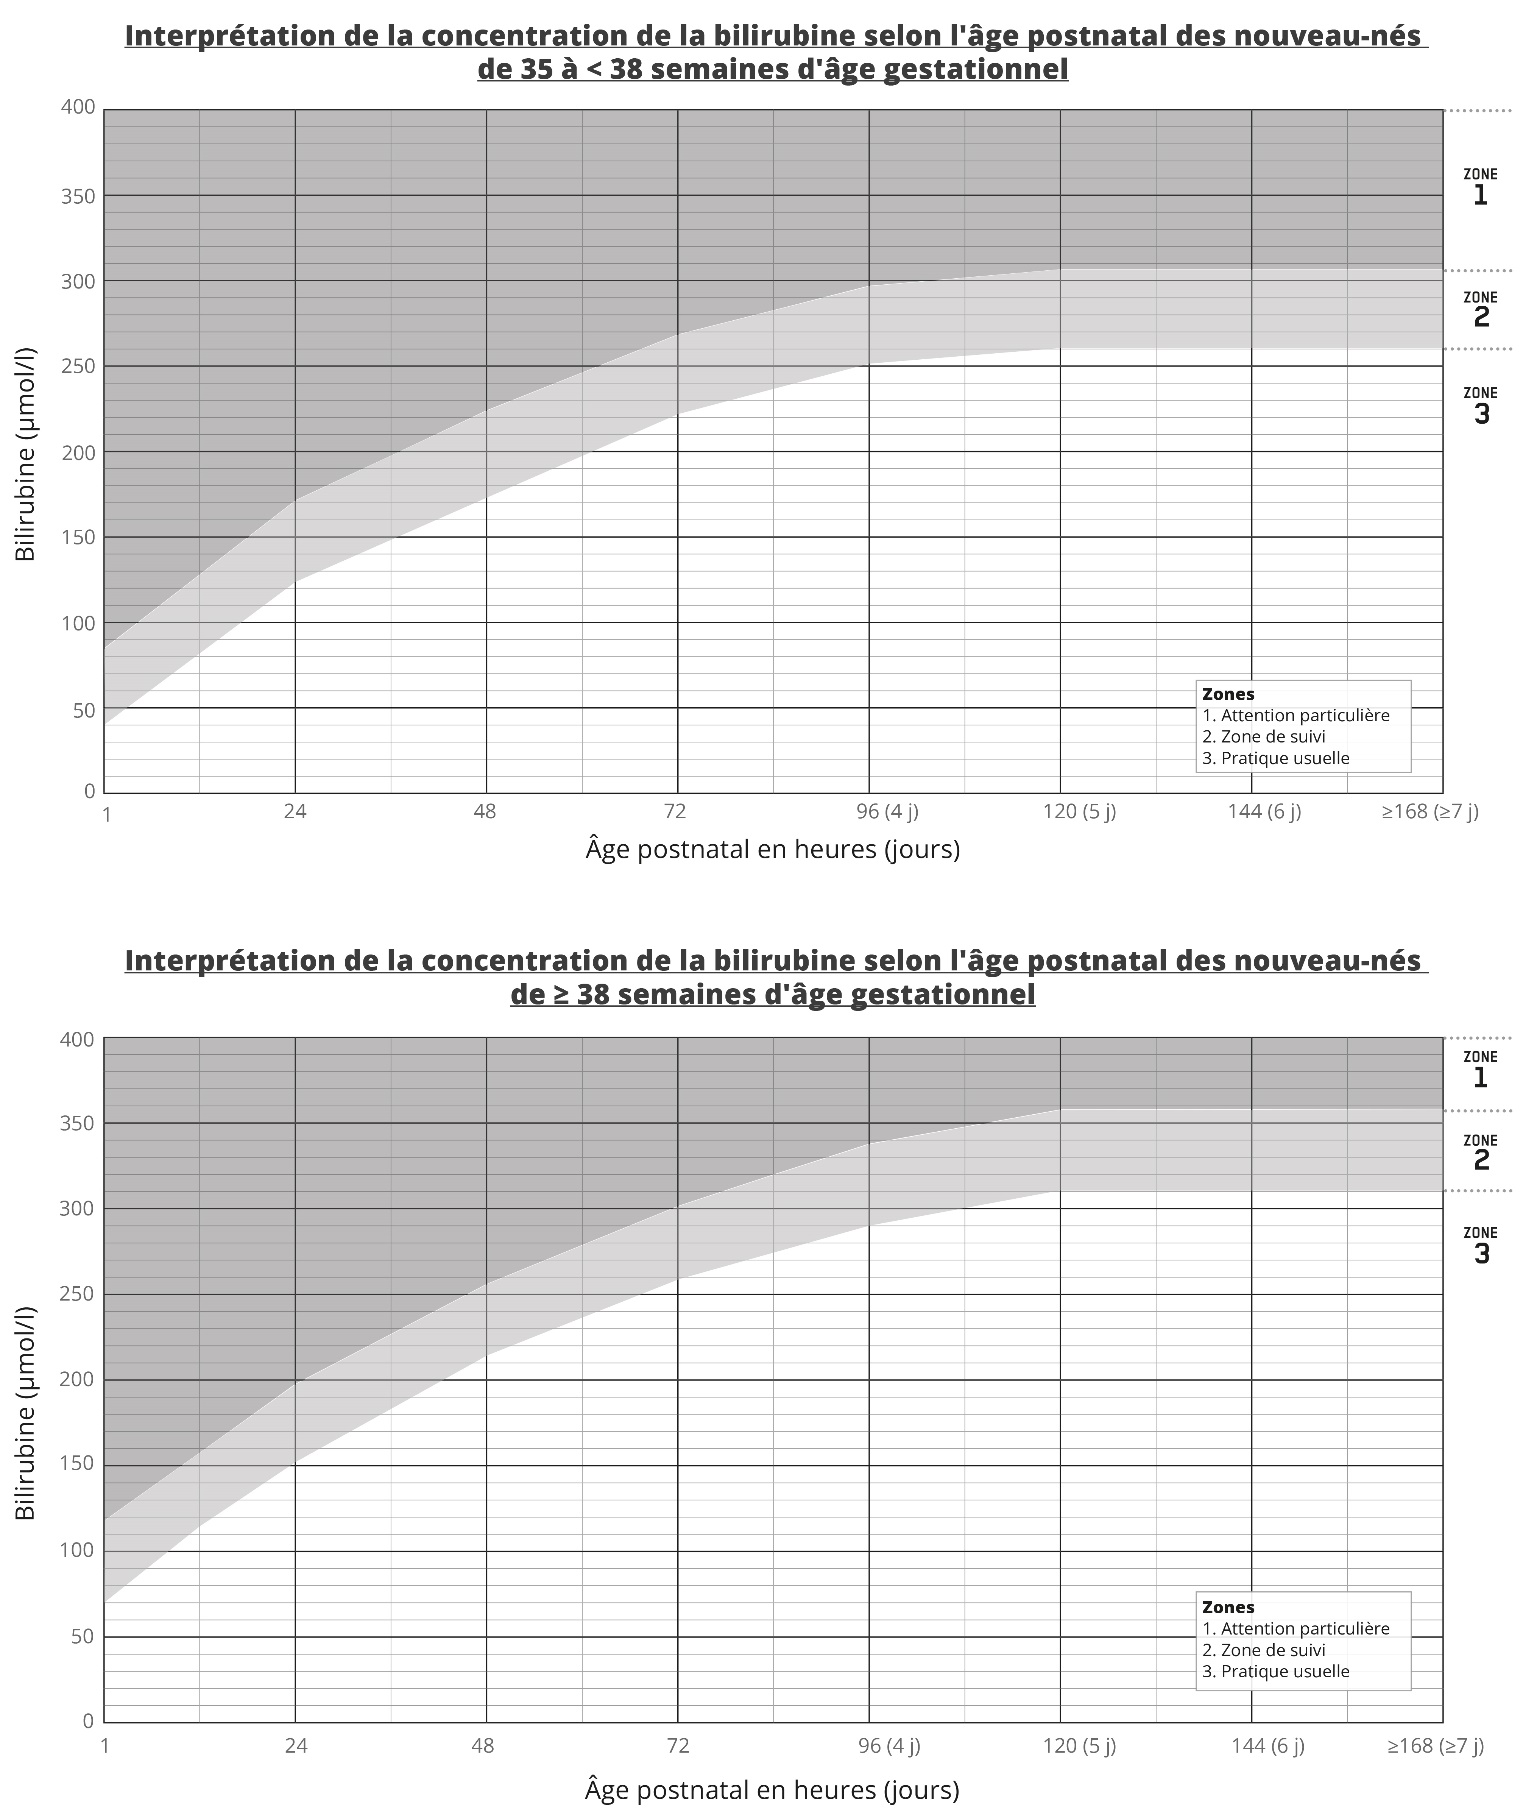 Interprétation de la concentration de la bilirubine selon l'âge postnatal des nouveau-nés
de 35 à < 38 semaines d'âge gestationnel
400
350
300
250
200
150
100
50
0
Bilirubine (µmol/l)
ZONE
1
ZONE
2
ZONE
3
Zones
1. Attention particulière
2. Zone de suivi
3. Pratique usuelle
1 24 48 72 96 (4 j) 120 (5 j) 144 (6 j) ≥168 (≥7 j)
Âge postnatal en heures (jours)
Interprétation de la concentration de la bilirubine selon l'âge postnatal des nouveau-nés
de ≥ 38 semaines d'âge gestationnel
400
350
300
250
200
150
100
50
0
Bilirubine (µmol/l)
ZONE
1
ZONE
2
ZONE
3
Zones
1. Attention particulière
2. Zone de suivi
3. Pratique usuelle
1 24 48 72 96 (4 j) 120 (5 j) 144 (6 j) ≥168 (≥7 j)
Âge postnatal en heures (jours)